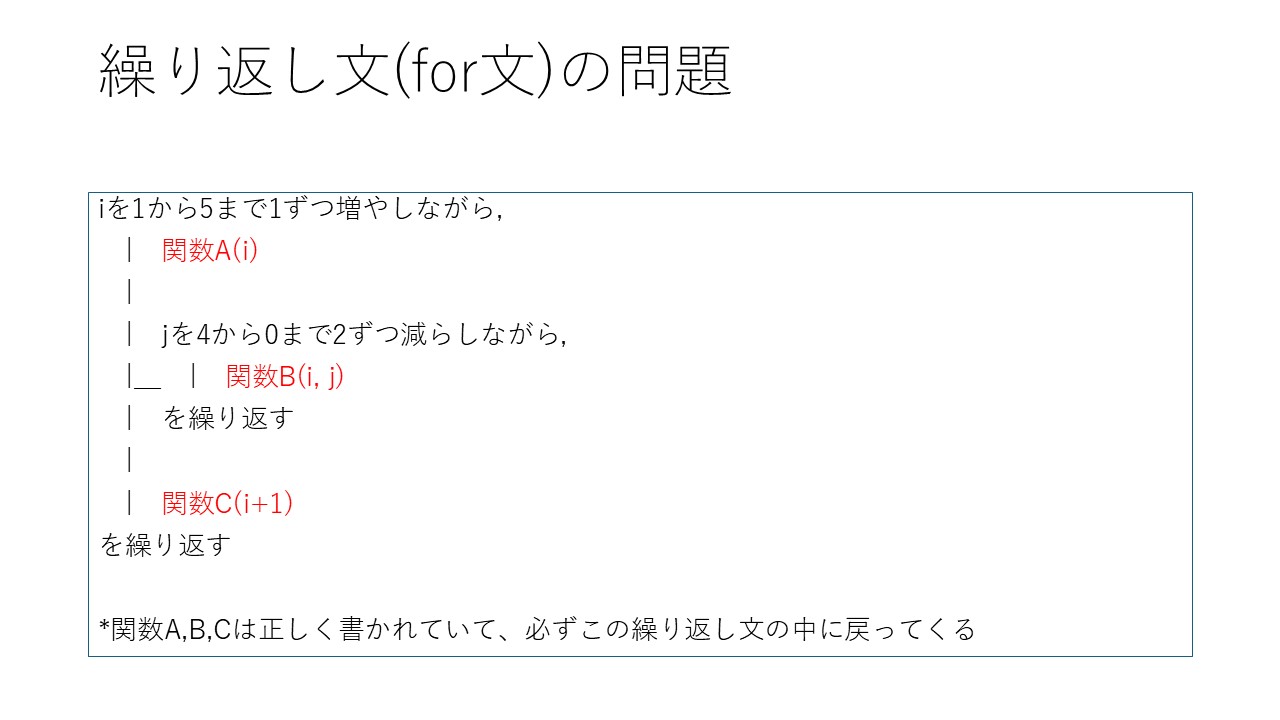 繰り返し文(for文)の問題
iを1から5まで1ずつ増やしながら,
|　関数A(i)
|
|　jを4から0まで2ずつ減らしながら,
|__　|　関数B(i, j)
|　を繰り返す
|
|　関数C(i+1)
を繰り返す
*関数A,B,Cは正しく書かれていて、必ずこの繰り返し文の中に戻ってくる